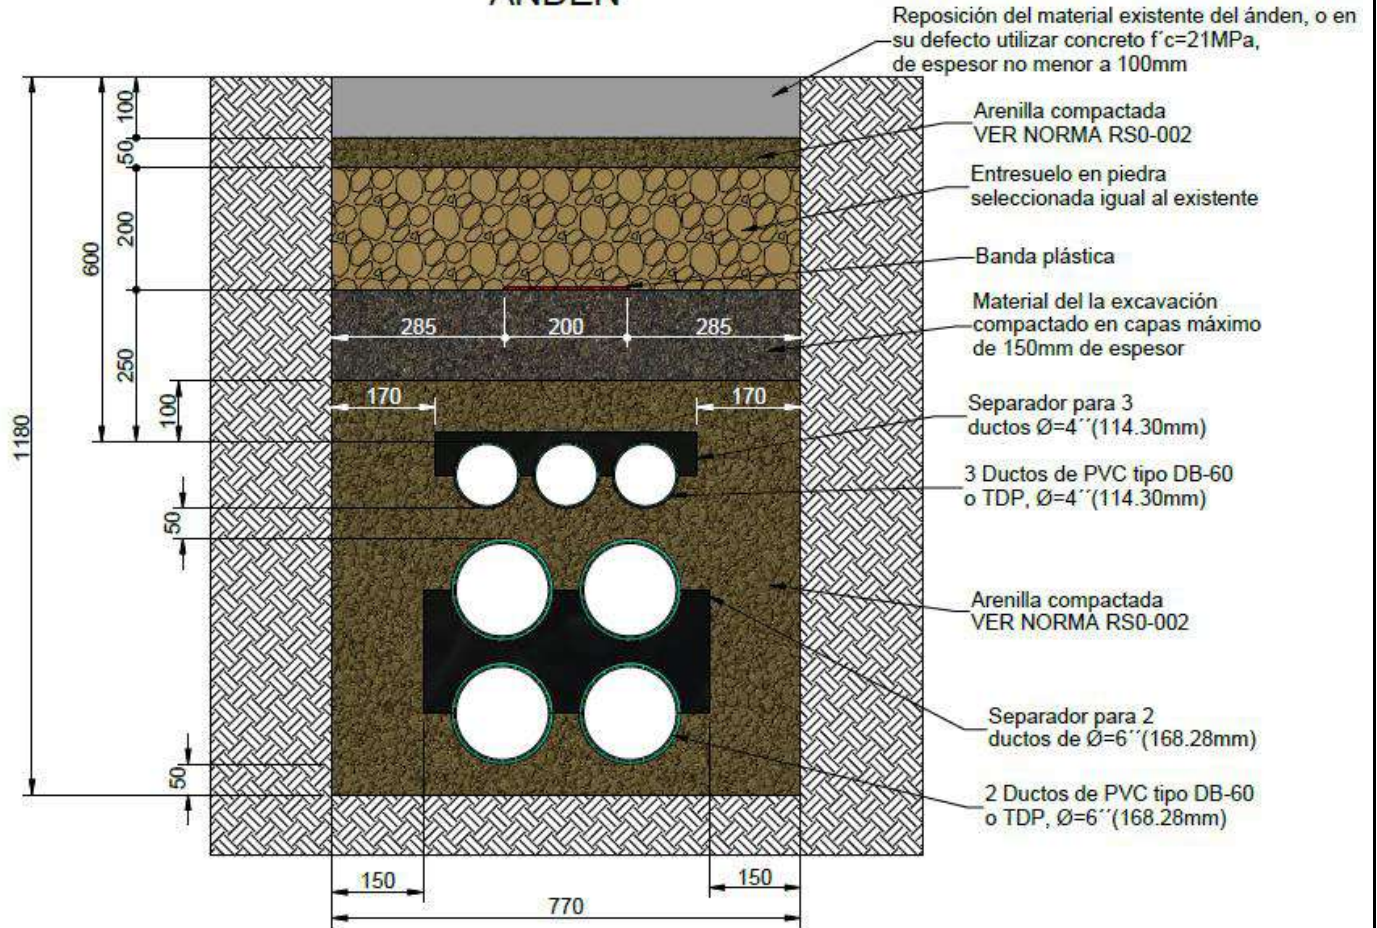 ANDEN
Reposición del material existente del ánden, o en
su defecto utilizar concreto f´c=21MPa,
de espesor no menor a 100mm
Arenilla compactada
VER NORMA RS0-002
Entresuelo en piedra
seleccionada igual al existente
Banda plástica
Material del la excavación
compactado en capas máximo
de 150mm de espesor
Separador para 3
ductos Ø=4´´(114.30mm)
3 Ductos de PVC tipo DB-60
o TDP, Ø=4´´(114.30mm)
Arenilla compactada
VER NORMA RS0-002
Separador para 2
ductos de Ø=6´´(168.28mm)
2 Ductos de PVC tipo DB-60
o TDP, Ø=6´´(168.28mm)
100
50
200
600
250
1180
100
50
50
285 200 285
170 170
150 150
770